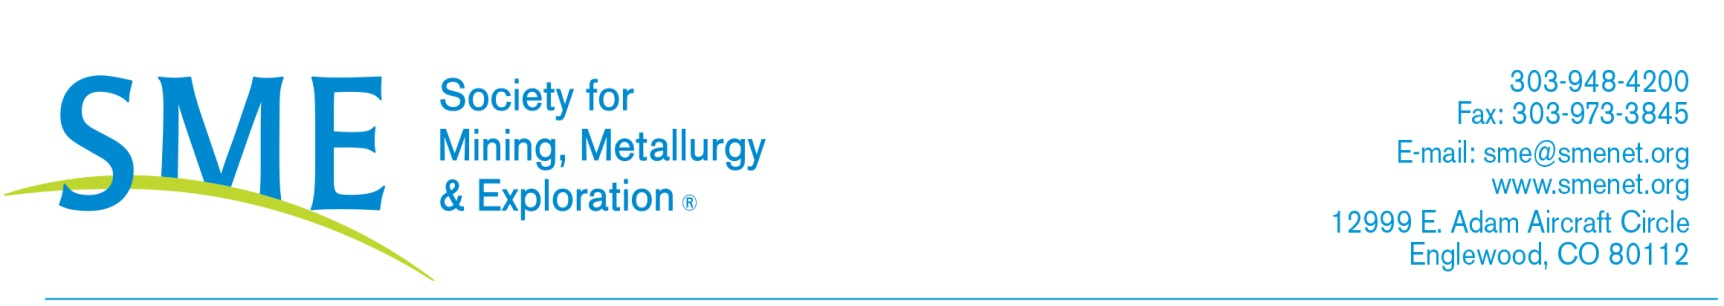 SME
Society for
Mining, Metallurgy
& Exploration ®
303-948-4200
Fax: 303-973-3845
E-mail: sme@smenet.org
www.smenet.org
12999 E. Adam Aircraft Circle
Englewood, CO 80112